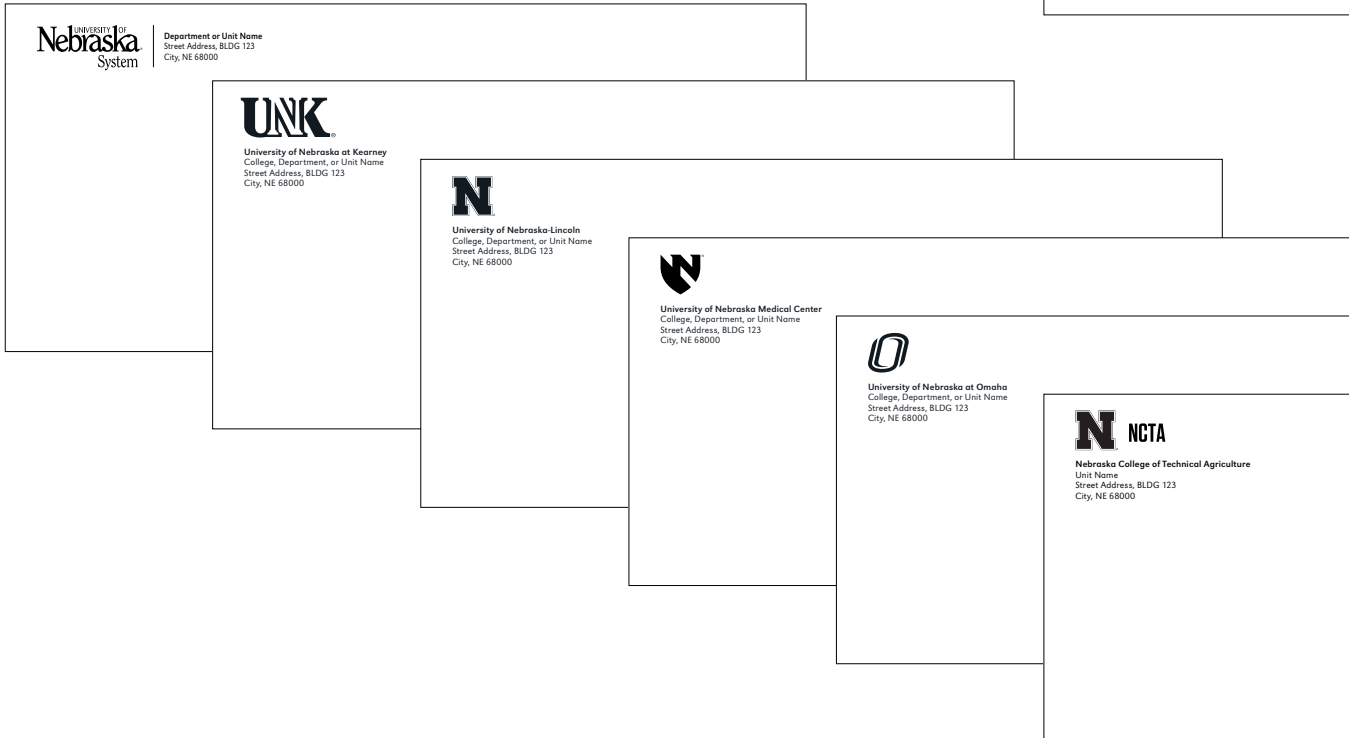 UNIVERSITY OF
Nebraska
System
Department or Unit Name
Street Address, BLDG 123
City, NE 68000
UNK®
University of Nebraska at Kearney
College, Department, or Unit Name
Street Address, BLDG 123
City, NE 68000
N
University of Nebraska-Lincoln
College, Department, or Unit Name
Street Address, BLDG 123
City, NE 68000
N
University of Nebraska Medical Center
College, Department, or Unit Name
Street Address, BLDG 123
City, NE 68000
O
University of Nebraska at Omaha
College, Department, or Unit Name
Street Address, BLDG 123
City, NE 68000
N NCTA
Nebraska College of Technical Agriculture
Unit Name
Street Address, BLDG 123
City, NE 68000